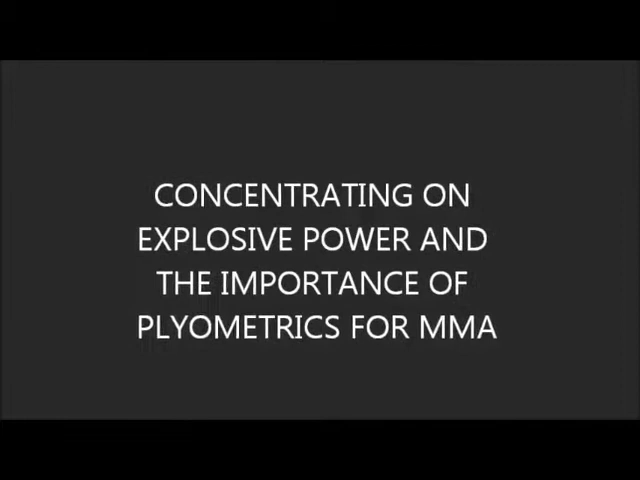 CONCENTRATING ON
EXPLOSIVE POWER AND
THE IMPORTANCE OF
PLYOMETRICS FOR MMA